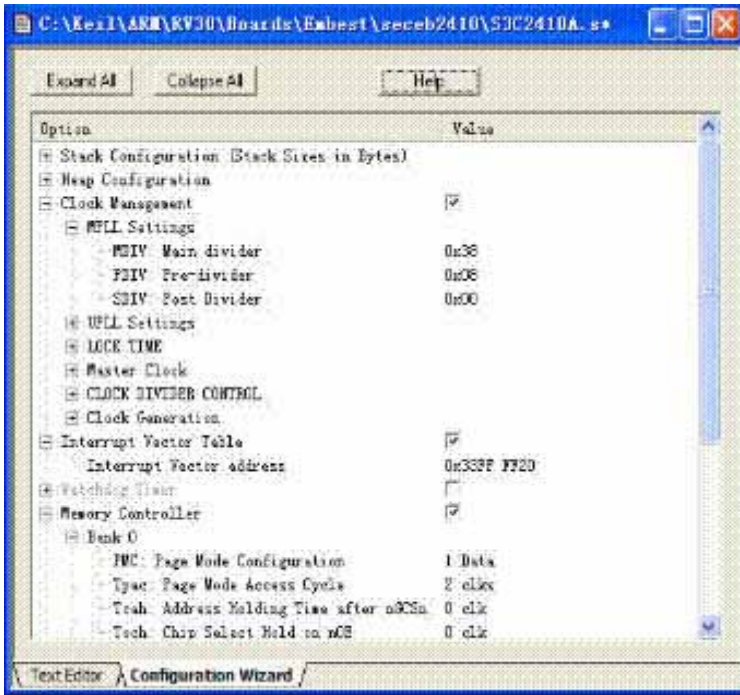 C:\Keil\ARM\RV30\Boards\Embest\seceb2410\S3C2410A.s*
Expand All Collapse All Help
Option Value
Stack Configuration (Stack Sizes in Bytes)
Heap Configuration
Clock Management
MPLL Settings
MDIV: Main divider 0x38
PDIV: Pre-divider 0x08
SDIV: Post Divider 0x00
UPLL Settings
LOCK TIME
Master Clock
CLOCK DIVIDER CONTROL
Clock Generation
Interrupt Vector Table
Interrupt Vector address 0x33FF FF20
Watchdog Timer
Memory Controller
Bank 0
PMC: Page Mode Configuration 1 Data
Tpac: Page Mode Access Cycle 2 clks
Tcah: Address Holding Time after nGCSn 0 clk
Tcoh: Chip Select Hold on nOE 0 clk
Text Editor Configuration Wizard